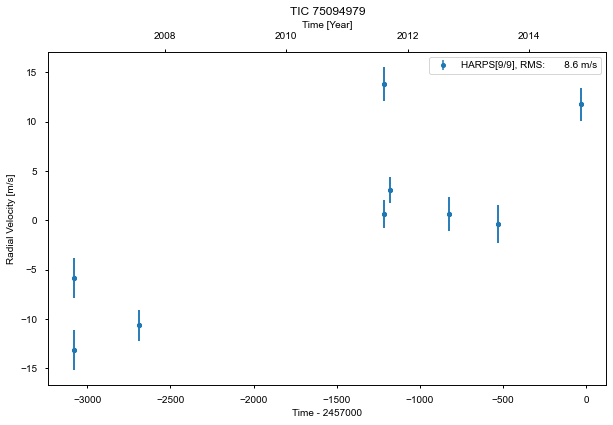 TIC 75094979
Time [Year]
2008 2010 2012 2014
HARPS[9/9], RMS: 8.6 m/s
Radial Velocity [m/s]
15
10
5
0
−5
−10
−15
−3000 −2500 −2000 −1500 −1000 −500 0
Time - 2457000